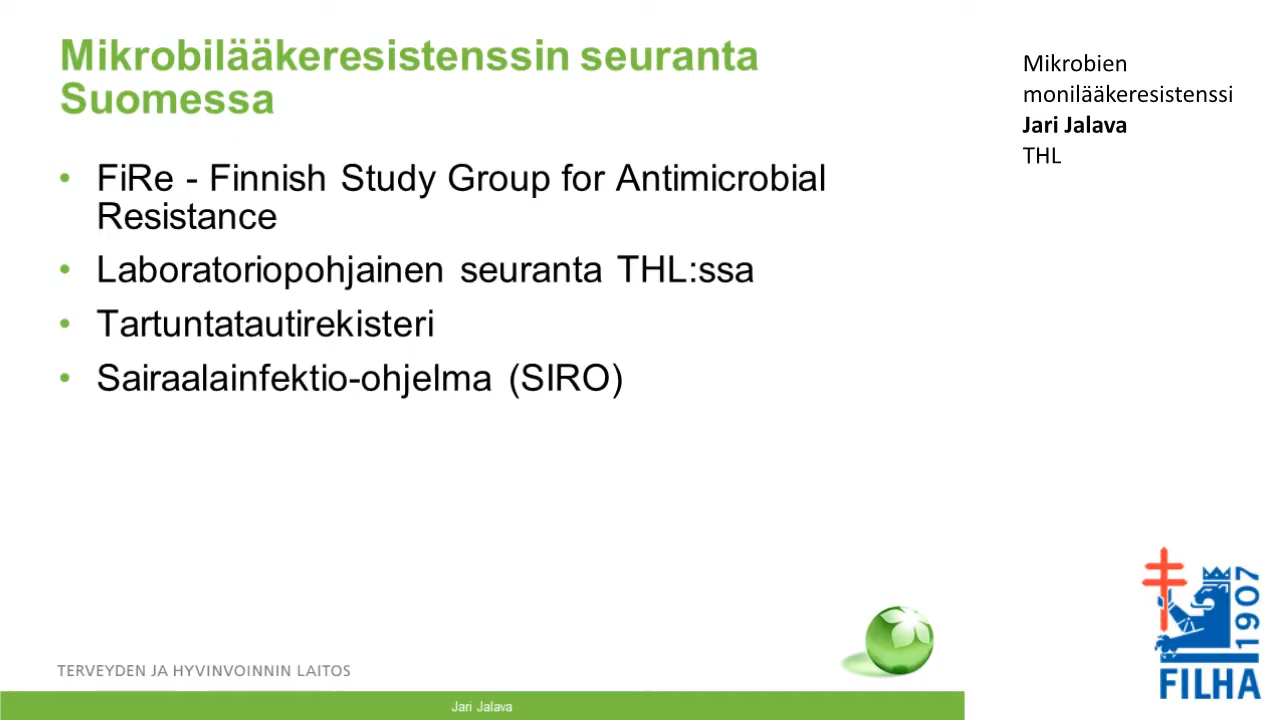 Mikrobilääkeresistenssin seuranta
Suomessa
• FiRe - Finnish Study Group for Antimicrobial
Resistance
• Laboratoriopohjainen seuranta THL:ssa
• Tartuntatautirekisteri
• Sairaalainfektio-ohjelma (SIRO)
TERVEYDEN JA HYVINVOINNIN LAITOS
Jari Jalava
Mikrobien
monilääkeresistenssi
Jari Jalava
THL
1907
FILHA